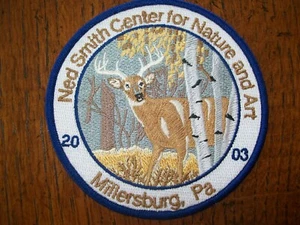 Ned Smith Center for Nature and Art
20 03
Millersburg, Pa